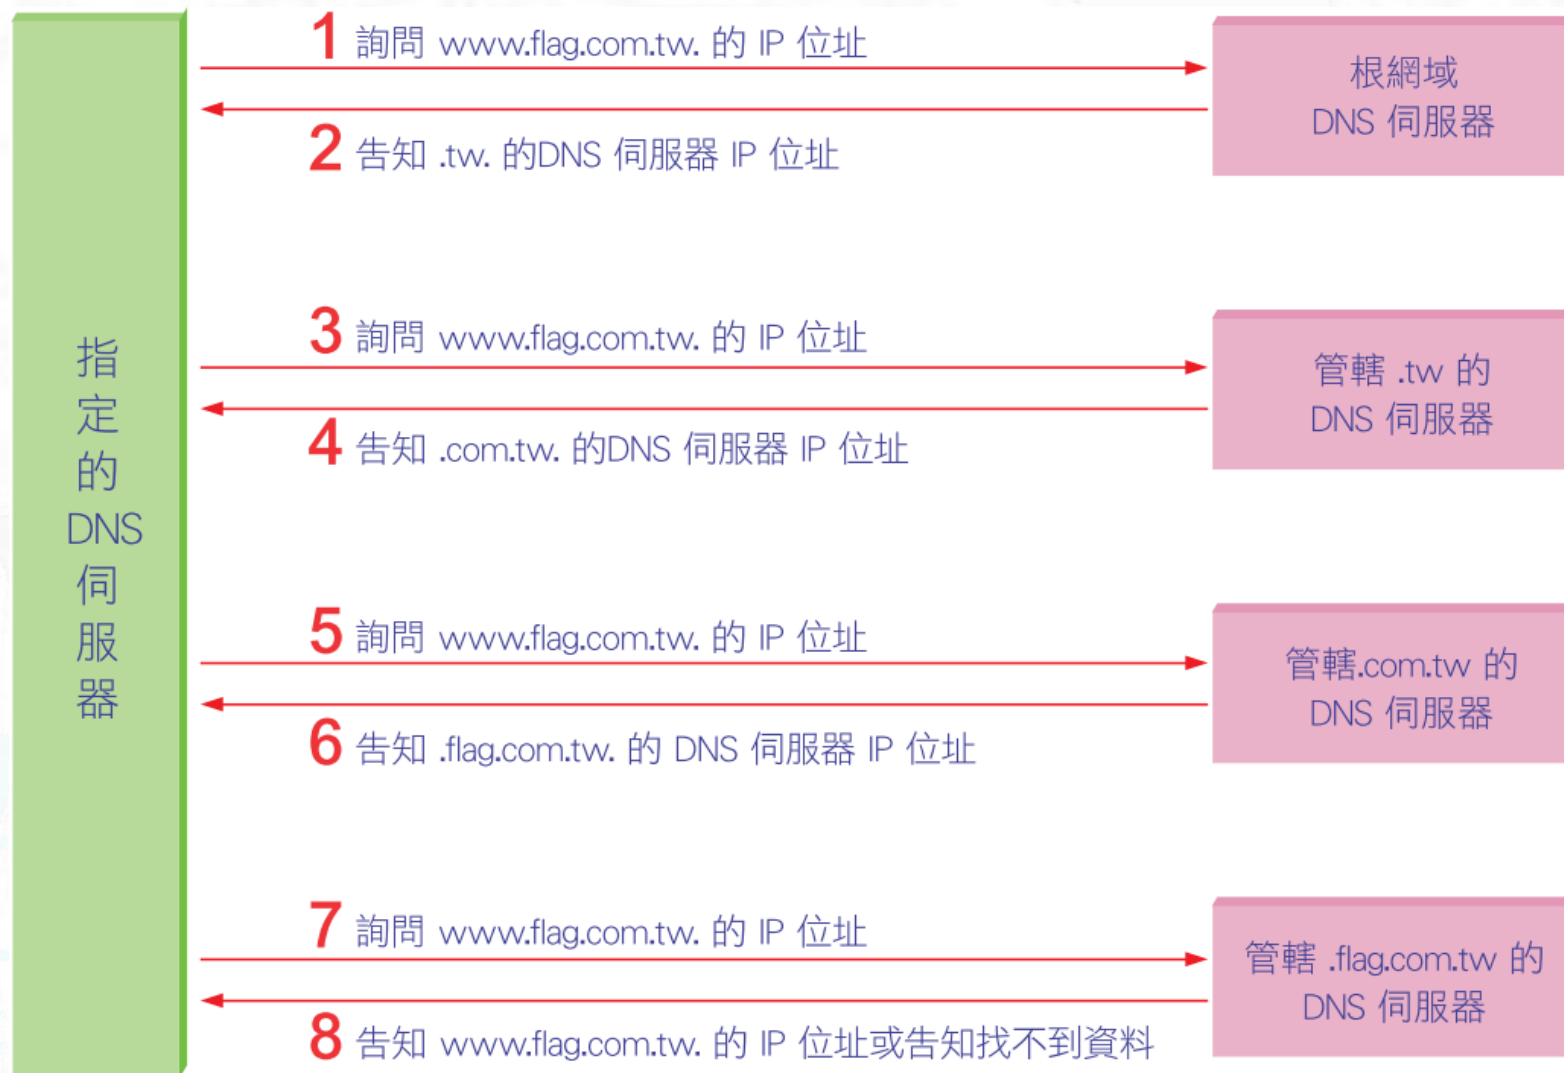 指
定
的
DNS
伺
服
器
1 詢問 www.flag.com.tw. 的 IP 位址
2 告知 .tw. 的DNS 伺服器 IP 位址
根網域
DNS 伺服器
3 詢問 www.flag.com.tw. 的 IP 位址
4 告知 .com.tw. 的DNS 伺服器 IP 位址
管轄 .tw 的
DNS 伺服器
5 詢問 www.flag.com.tw. 的 IP 位址
6 告知 .flag.com.tw. 的 DNS 伺服器 IP 位址
管轄.com.tw 的
DNS 伺服器
7 詢問 www.flag.com.tw. 的 IP 位址
8 告知 www.flag.com.tw. 的 IP 位址或告知找不到資料
管轄 .flag.com.tw 的
DNS 伺服器